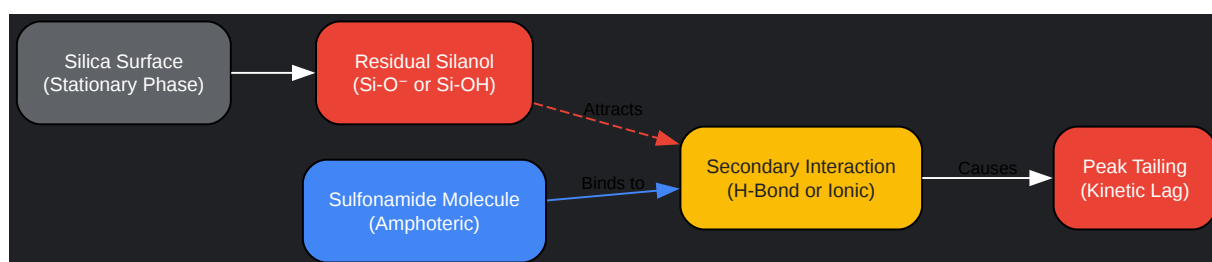 Silica Surface
(Stationary Phase)
Residual Silanol
(Si-O⁻ or Si-OH)
Attracts
Sulfonamide Molecule
(Amphoteric)
Binds to
Secondary Interaction
(H-Bond or Ionic)
Causes
Peak Tailing
(Kinetic Lag)